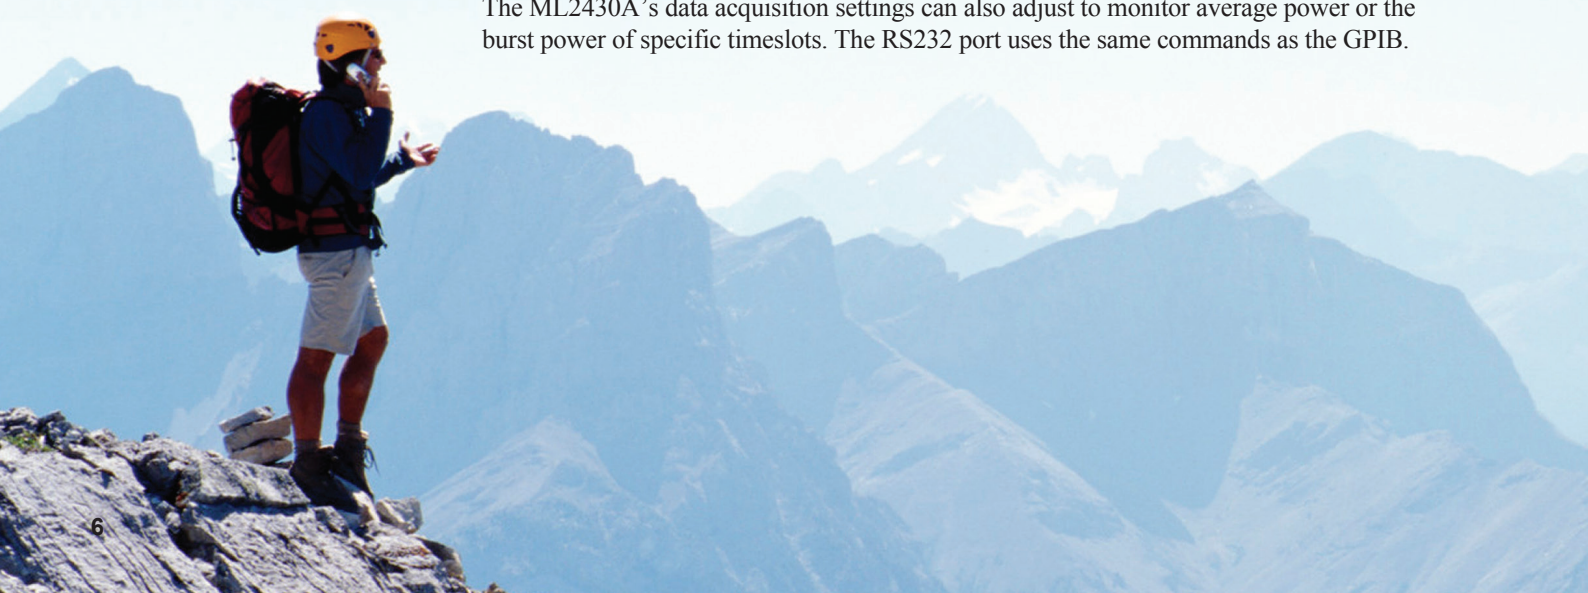 The ML2430A's data acquisition settings can also adjust to monitor average power or the
burst power of specific timeslots. The RS232 port uses the same commands as the GPIB.
6